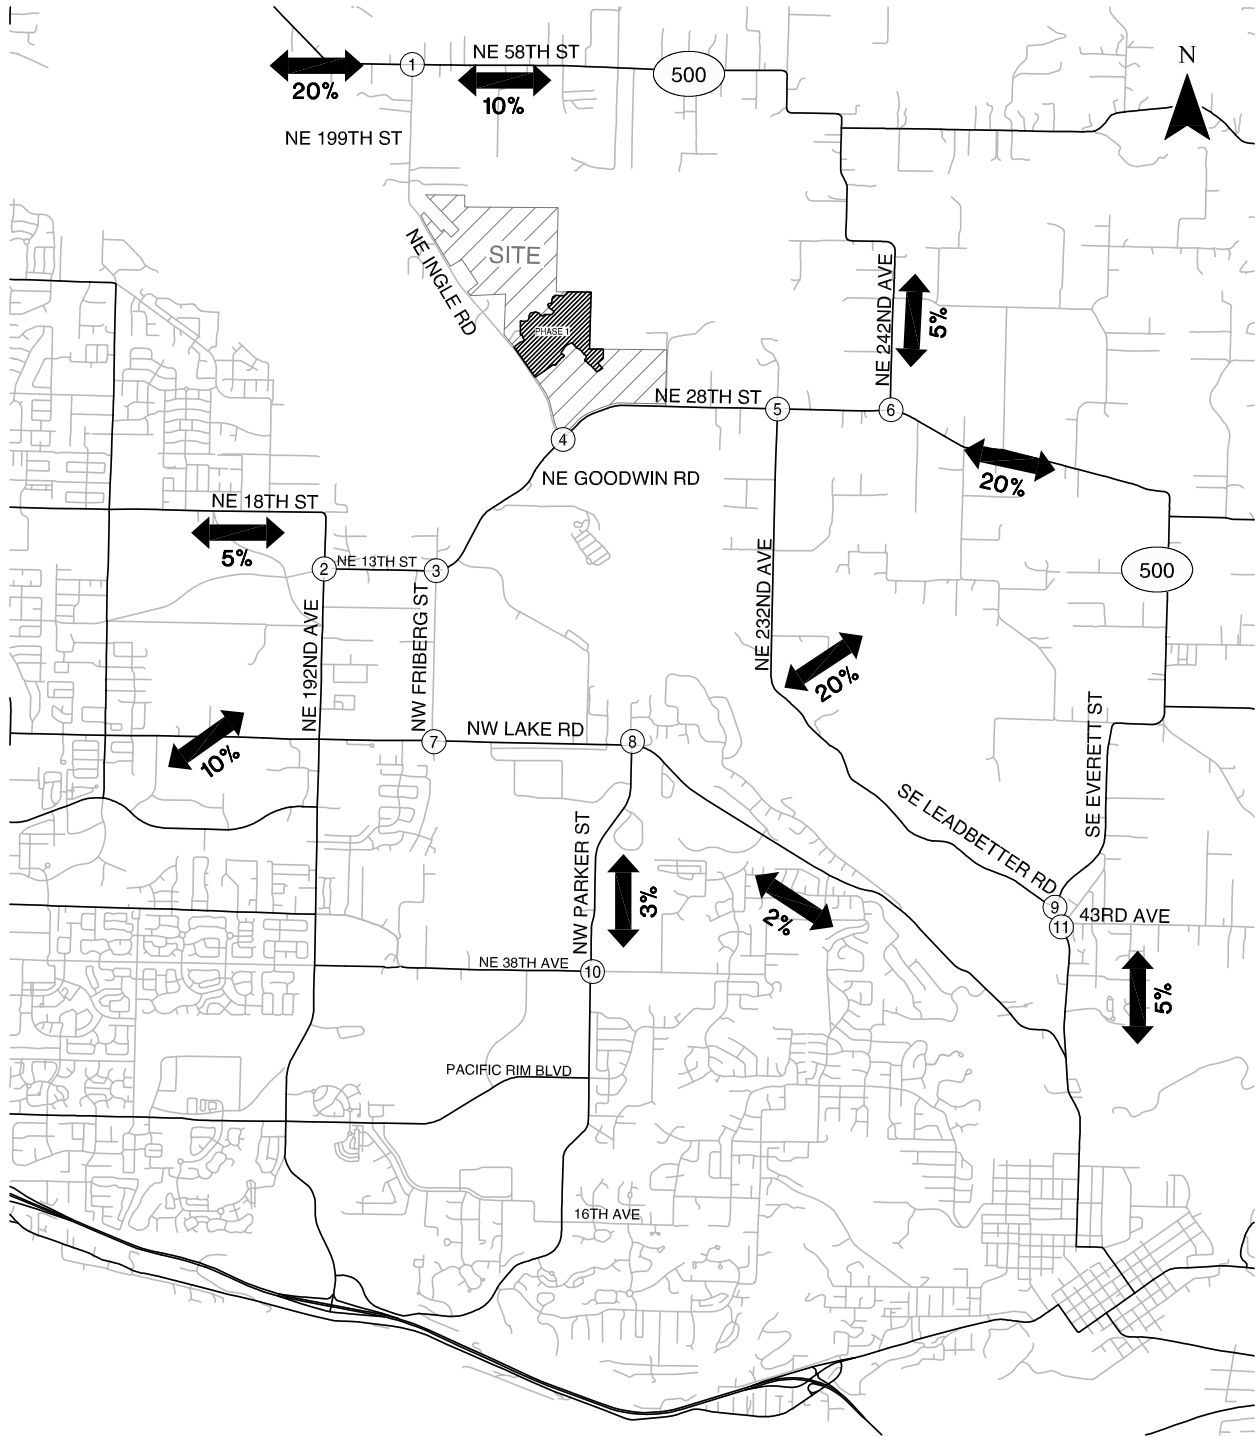 NE 58TH ST
1
500
N
20%
10%
NE 199TH ST
SITE
NE INGLE RD
PHASE 1
NE 242ND AVE
5%
NE 28TH ST
5
6
4
NE GOODWIN RD
20%
NE 18TH ST
5%
NE 13TH ST
2
3
500
NE 192ND AVE
NW FRIBERG ST
NE 232ND AVE
20%
NW LAKE RD
7
8
10%
SE EVERETT ST
SE LEADBETTER RD
NW PARKER ST
3%
2%
9
43RD AVE
11
NE 38TH AVE
10
5%
PACIFIC RIM BLVD
16TH AVE